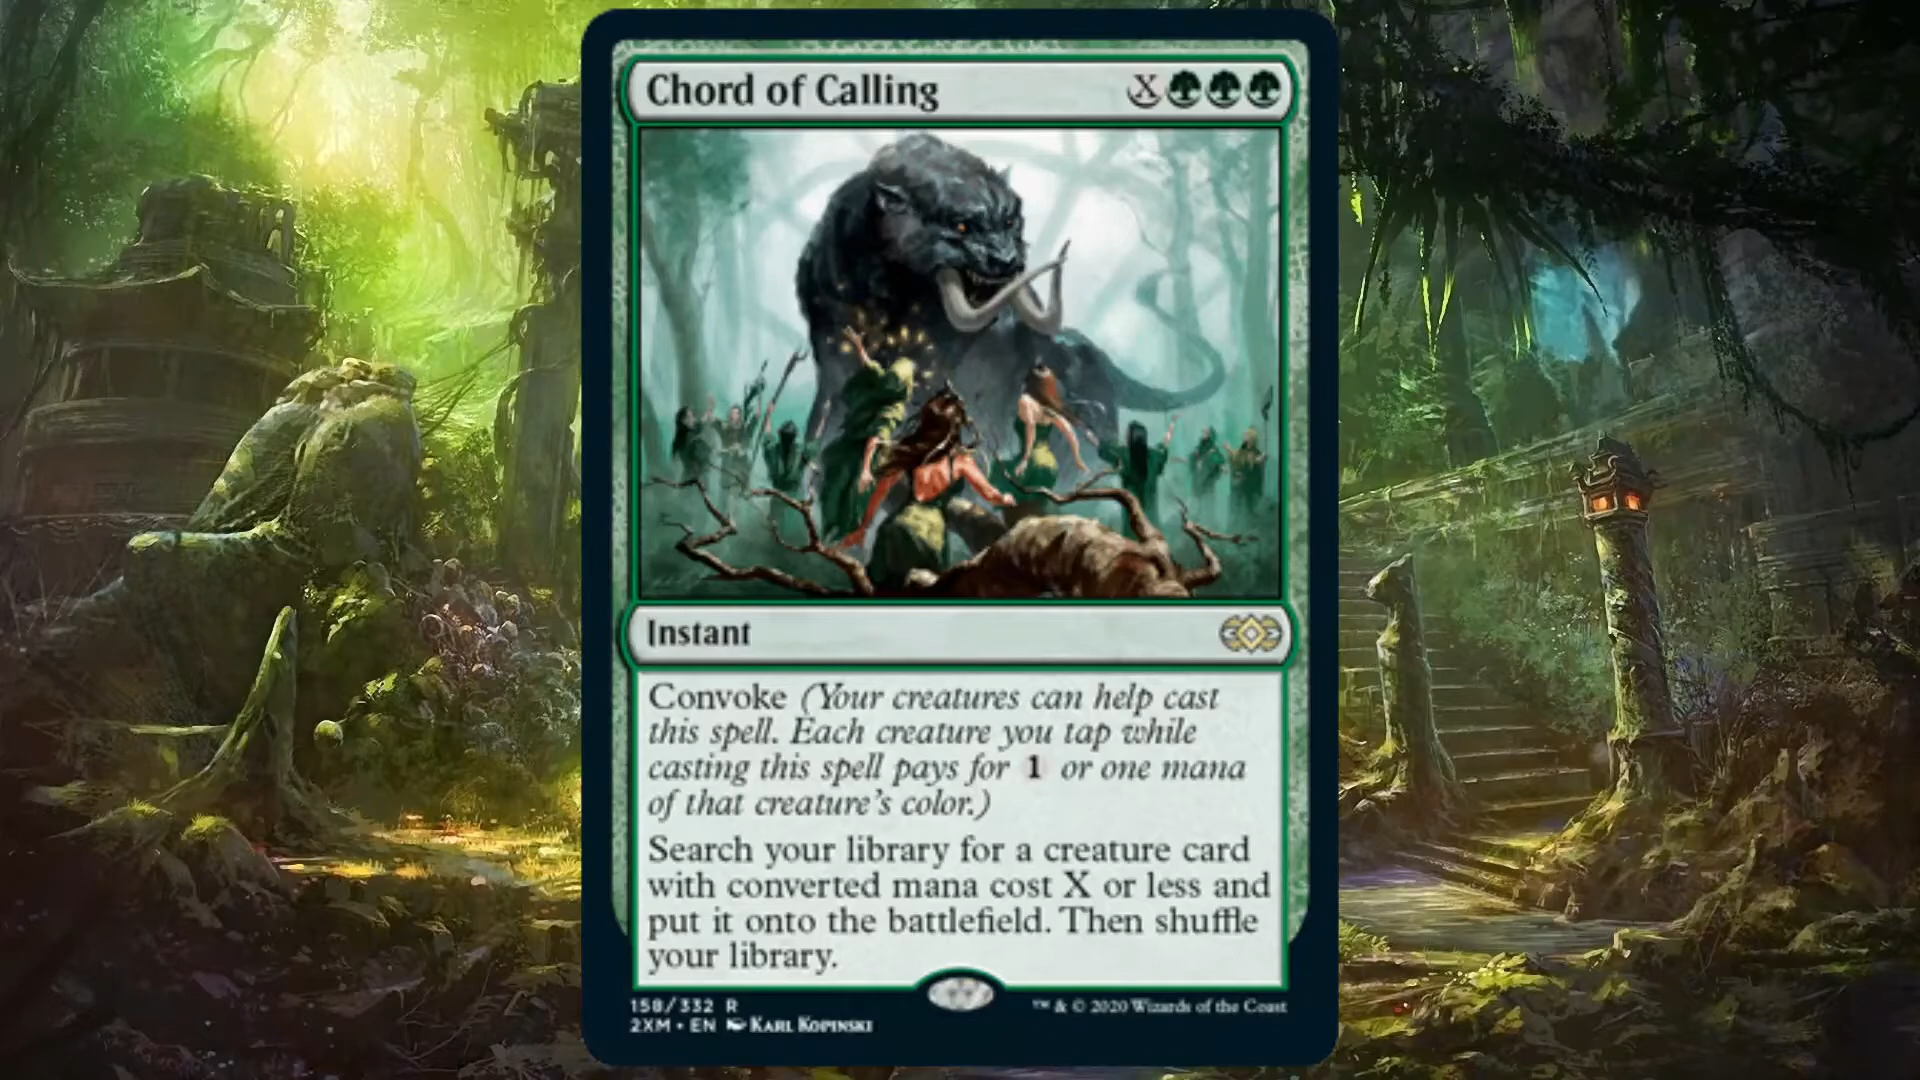 Chord of Calling X
Instant
Convoke (Your creatures can help cast
this spell. Each creature you tap while
casting this spell pays for 1 or one mana
of that creature's color.)
Search your library for a creature card
with converted mana cost X or less and
put it onto the battlefield. Then shuffle
your library.
158/332 R
™ & © 2020 Wizards of the Coast
2XM • EN Karl Kopinski